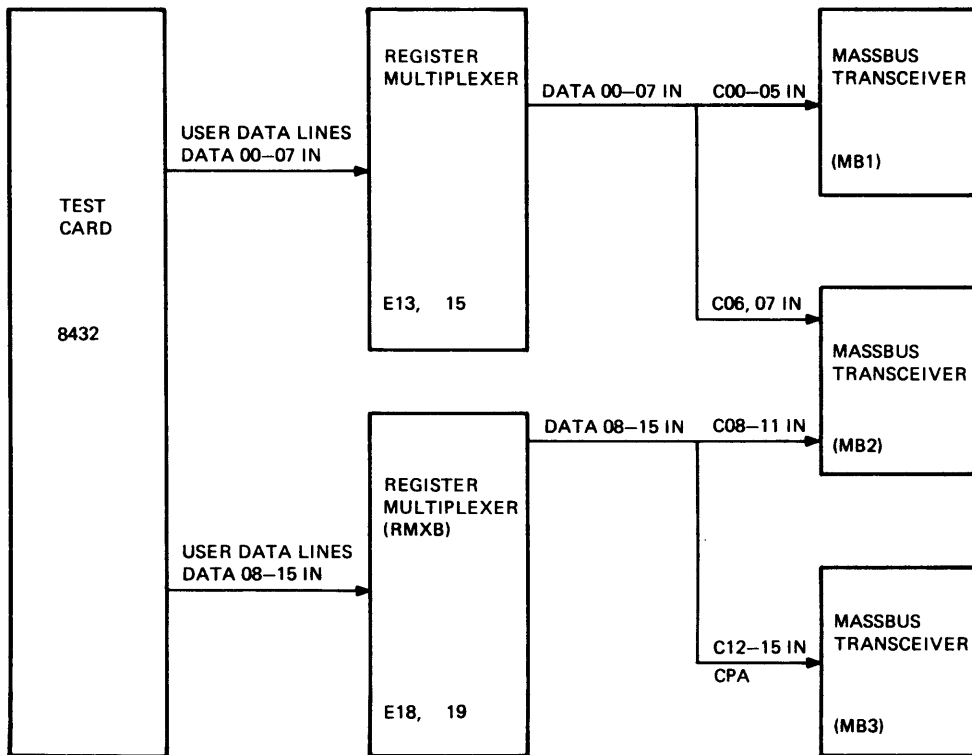 TEST
CARD
8432
USER DATA LINES
DATA 00–07 IN
USER DATA LINES
DATA 08–15 IN
REGISTER
MULTIPLEXER
E13, 15
REGISTER
MULTIPLEXER
(RMXB)
E18, 19
DATA 00–07 IN
C00–05 IN
C06, 07 IN
DATA 08–15 IN
C08–11 IN
C12–15 IN
CPA
MASSBUS
TRANSCEIVER
(MB1)
MASSBUS
TRANSCEIVER
(MB2)
MASSBUS
TRANSCEIVER
(MB3)